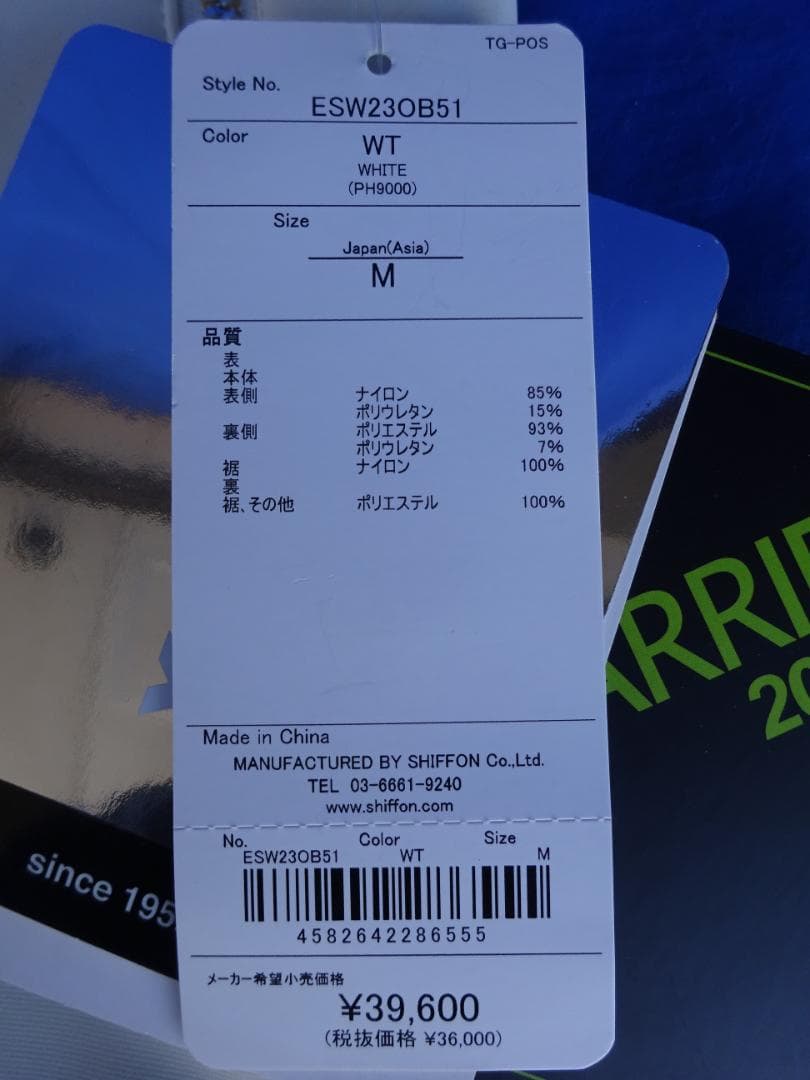 TG-POS
Style No.
ESW23OB51
Color
WT
WHITE
(PH9000)
Size
Japan(Asia)
M
品質
表
本体
表側 ナイロン 85%
ポリウレタン 15%
裏側 ポリエステル 93%
ポリウレタン 7%
裾 ナイロン 100%
裏
裾、その他 ポリエステル 100%
Made in China
MANUFACTURED BY SHIFFON Co.,Ltd.
TEL 03-6661-9240
www.shiffon.com
No. Color Size
ESW23OB51 WT M
4582642286555
メーカー希望小売価格
¥39,600
(税抜価格 ¥36,000)
since 195